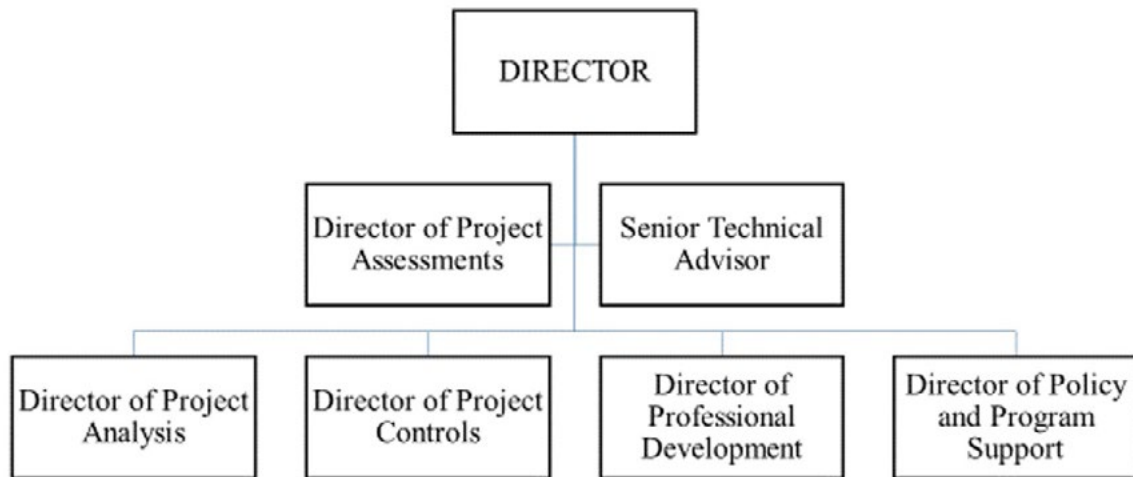 DIRECTOR
Director of Project
Assessments
Senior Technical
Advisor
Director of Project
Analysis
Director of Project
Controls
Director of
Professional
Development
Director of Policy
and Program
Support